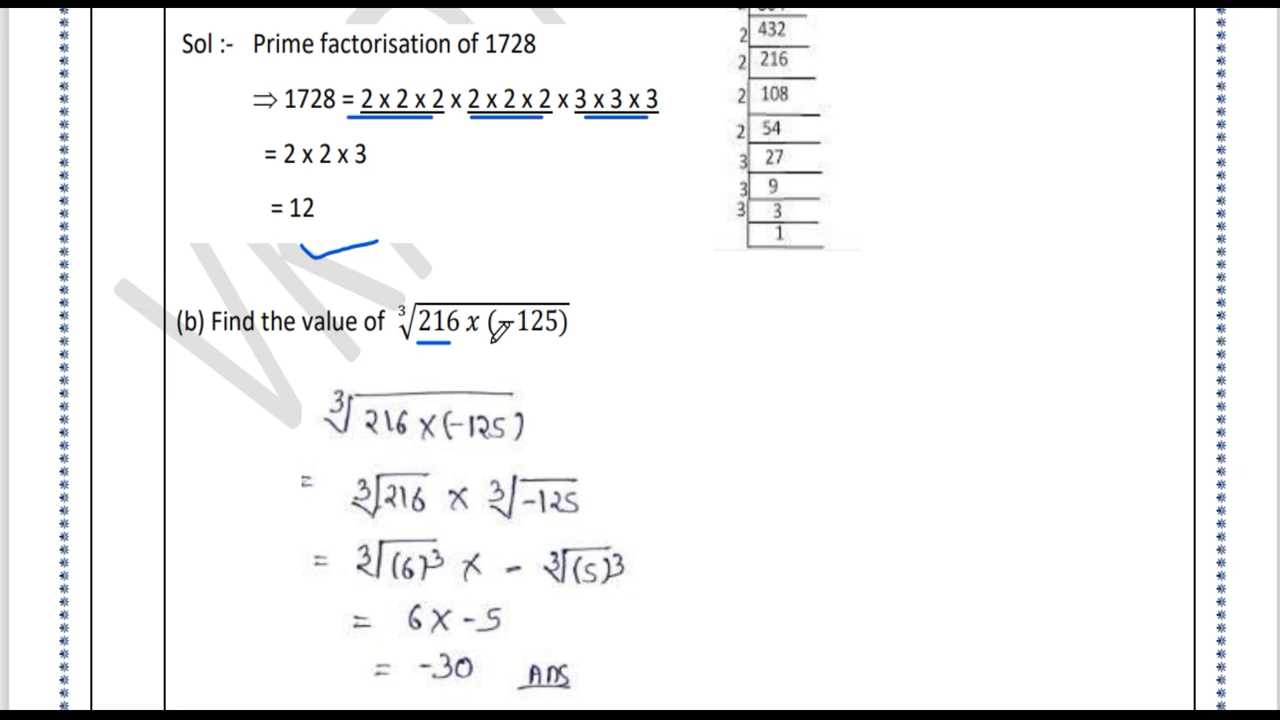 Sol :- Prime factorisation of 1728
⇒ 1728 = 2 x 2 x 2 x 2 x 2 x 2 x 3 x 3 x 3
= 2 x 2 x 3
= 12
2 432
2 216
2 108
2 54
3 27
3 9
3 3
1
(b) Find the value of ∛216 x (−125)
∛216 x (-125)
= ∛216 x ∛-125
= ∛(6)³ x - ∛(5)³
= 6 x - 5
= -30 Ans